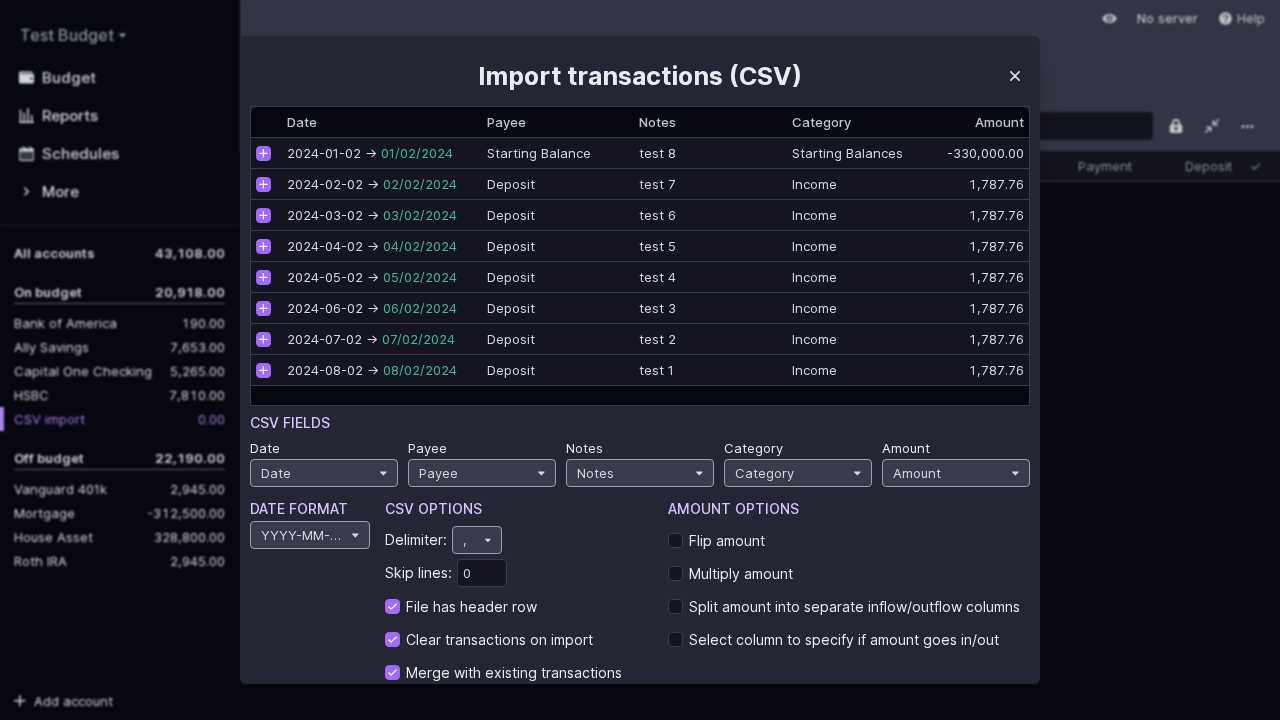 Test Budget
Budget
Reports
Schedules
More
All accounts 43,108.00
On budget 20,918.00
Bank of America 190.00
Ally Savings 7,653.00
Capital One Checking 5,265.00
HSBC 7,810.00
CSV import 0.00
Off budget 22,190.00
Vanguard 401k 2,945.00
Mortgage -312,500.00
House Asset 328,800.00
Roth IRA 2,945.00
+ Add account
No server Help
Payment Deposit
Import transactions (CSV)
Date Payee Notes Category Amount
2024-01-02 → 01/02/2024 Starting Balance test 8 Starting Balances -330,000.00
2024-02-02 → 02/02/2024 Deposit test 7 Income 1,787.76
2024-03-02 → 03/02/2024 Deposit test 6 Income 1,787.76
2024-04-02 → 04/02/2024 Deposit test 5 Income 1,787.76
2024-05-02 → 05/02/2024 Deposit test 4 Income 1,787.76
2024-06-02 → 06/02/2024 Deposit test 3 Income 1,787.76
2024-07-02 → 07/02/2024 Deposit test 2 Income 1,787.76
2024-08-02 → 08/02/2024 Deposit test 1 Income 1,787.76
CSV FIELDS
Date Payee Notes Category Amount
Date Payee Notes Category Amount
DATE FORMAT
YYYY-MM-...
CSV OPTIONS
Delimiter: ,
Skip lines: 0
File has header row
Clear transactions on import
Merge with existing transactions
AMOUNT OPTIONS
Flip amount
Multiply amount
Split amount into separate inflow/outflow columns
Select column to specify if amount goes in/out